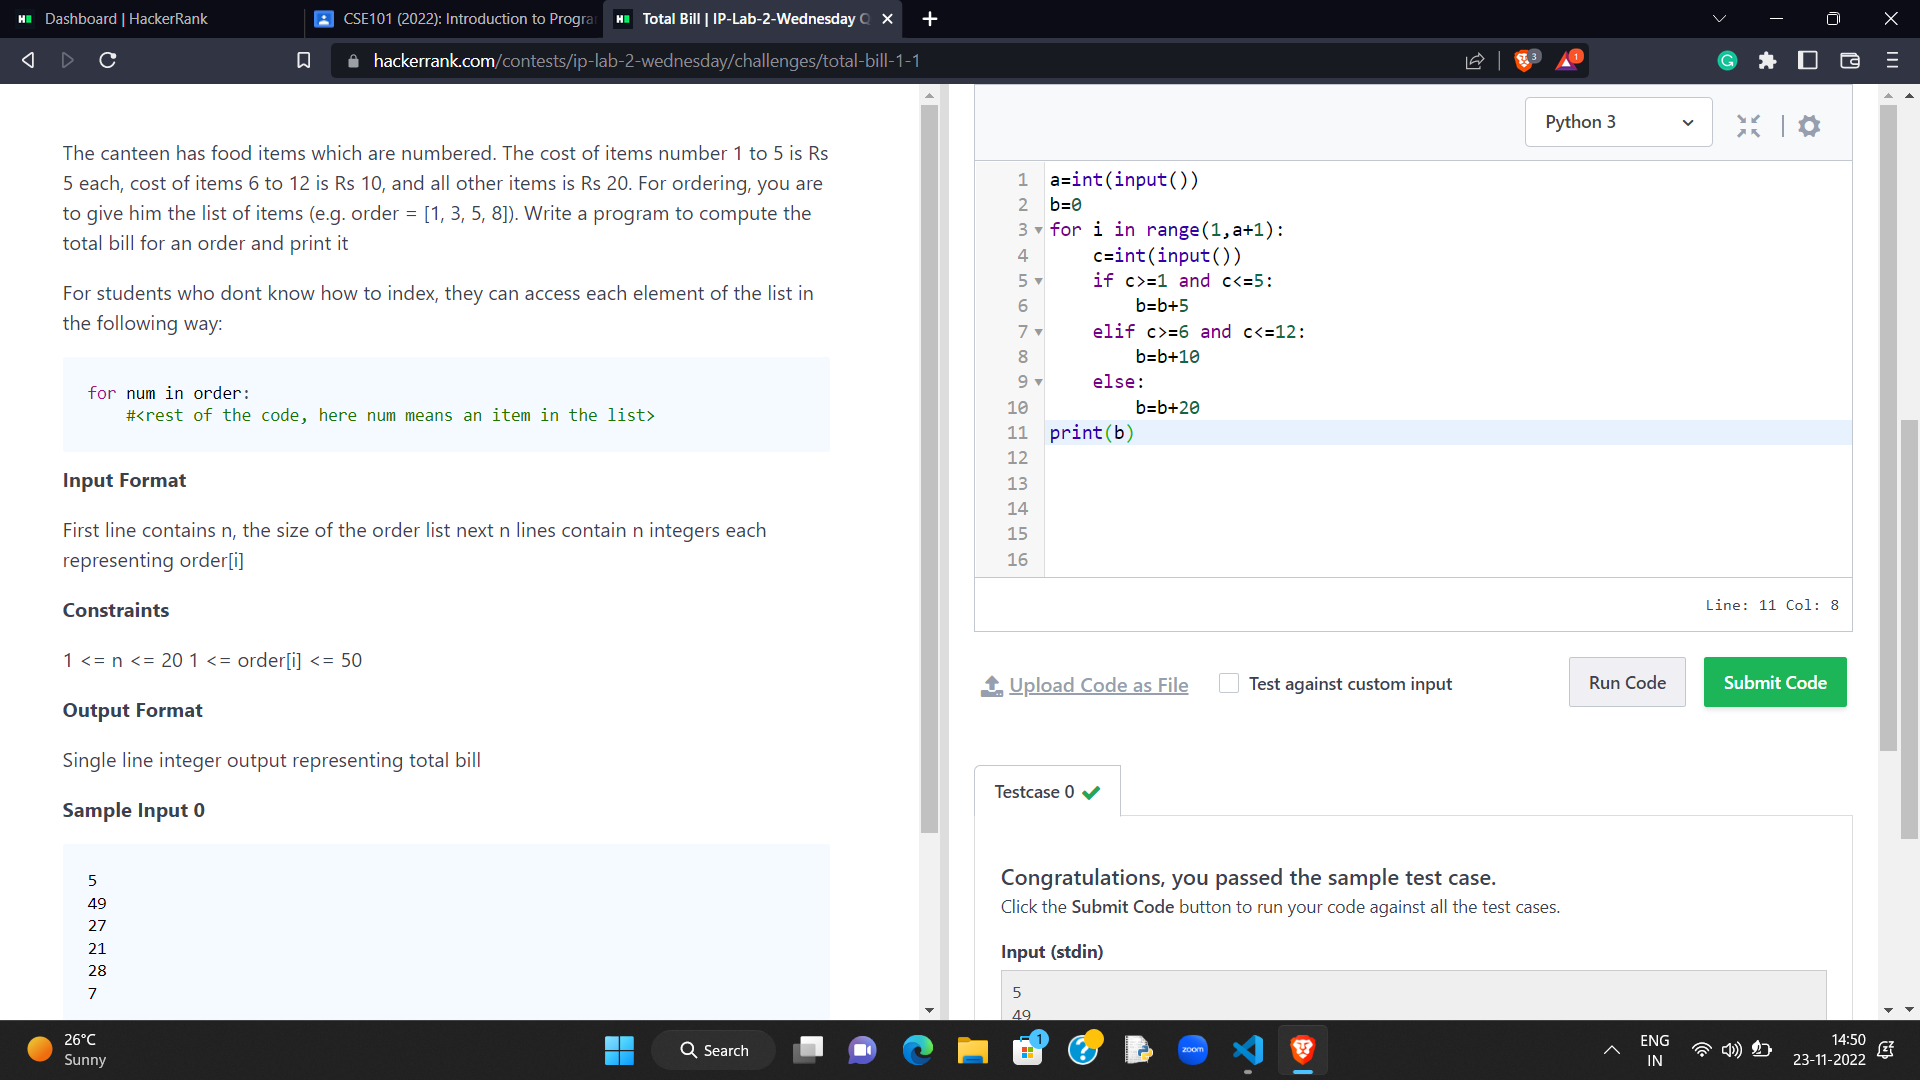 Dashboard | HackerRank
CSE101 (2022): Introduction to Progra
Total Bill | IP-Lab-2-Wednesday Q
hackerrank.com/contests/ip-lab-2-wednesday/challenges/total-bill-1-1
3
1
The canteen has food items which are numbered. The cost of items number 1 to 5 is Rs
5 each, cost of items 6 to 12 is Rs 10, and all other items is Rs 20. For ordering, you are
to give him the list of items (e.g. order = [1, 3, 5, 8]). Write a program to compute the
total bill for an order and print it
For students who dont know how to index, they can access each element of the list in
the following way:
for num in order:
#<rest of the code, here num means an item in the list>
Input Format
First line contains n, the size of the order list next n lines contain n integers each
representing order[i]
Constraints
1 <= n <= 20 1 <= order[i] <= 50
Output Format
Single line integer output representing total bill
Sample Input 0
5
49
27
21
28
7
Python 3
1 a=int(input())
2 b=0
3 for i in range(1,a+1):
4 c=int(input())
5 if c>=1 and c<=5:
6 b=b+5
7 elif c>=6 and c<=12:
8 b=b+10
9 else:
10 b=b+20
11 print(b)
12
13
14
15
16
Line: 11 Col: 8
Upload Code as File
Test against custom input
Run Code
Submit Code
Testcase 0
Congratulations, you passed the sample test case.
Click the Submit Code button to run your code against all the test cases.
Input (stdin)
5
49
26°C
Sunny
Search
1
zoom
ENG
IN
14:50
23-11-2022